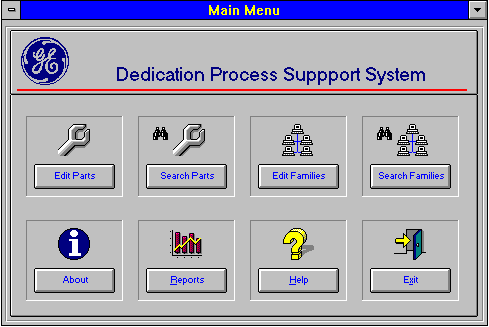 Main Menu
GE
Dedication Process Suppport System
Edit Parts
Search Parts
Edit Families
Search Families
About
Reports
Help
Exit